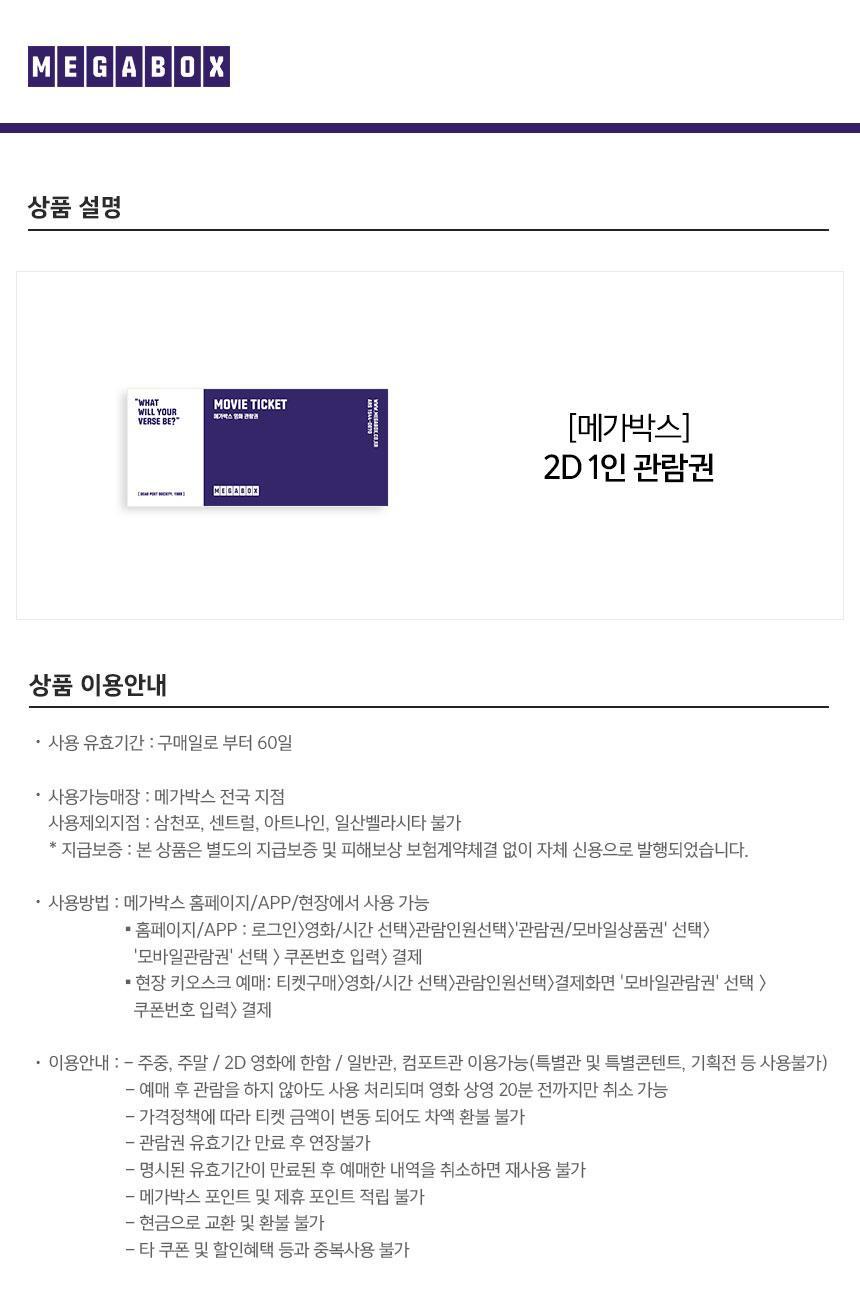 MEGABOX
상품 설명
"WHAT
WILL YOUR
VERSE BE?"
[ DEAD POET SOCIETY, 1989 ]
MOVIE TICKET
메가박스 영화 관람권
WWW.MEGABOX.CO.KR
ARS 1544-0070
MEGABOX
[메가박스]
2D 1인 관람권
상품 이용안내
· 사용 유효기간 : 구매일로 부터 60일
· 사용가능매장 : 메가박스 전국 지점
사용제외지점 : 삼천포, 센트럴, 아트나인, 일산벨라시타 불가
* 지급보증 : 본 상품은 별도의 지급보증 및 피해보상 보험계약체결 없이 자체 신용으로 발행되었습니다.
· 사용방법 : 메가박스 홈페이지/APP/현장에서 사용 가능
▪ 홈페이지/APP : 로그인〉영화/시간 선택〉관람인원선택〉'관람권/모바일상품권' 선택〉
'모바일관람권' 선택 〉 쿠폰번호 입력〉 결제
▪ 현장 키오스크 예매: 티켓구매〉영화/시간 선택〉관람인원선택〉결제화면 '모바일관람권' 선택 〉
쿠폰번호 입력〉 결제
· 이용안내 : – 주중, 주말 / 2D 영화에 한함 / 일반관, 컴포트관 이용가능(특별관 및 특별콘텐트, 기획전 등 사용불가)
– 예매 후 관람을 하지 않아도 사용 처리되며 영화 상영 20분 전까지만 취소 가능
– 가격정책에 따라 티켓 금액이 변동 되어도 차액 환불 불가
– 관람권 유효기간 만료 후 연장불가
– 명시된 유효기간이 만료된 후 예매한 내역을 취소하면 재사용 불가
– 메가박스 포인트 및 제휴 포인트 적립 불가
– 현금으로 교환 및 환불 불가
– 타 쿠폰 및 할인혜택 등과 중복사용 불가